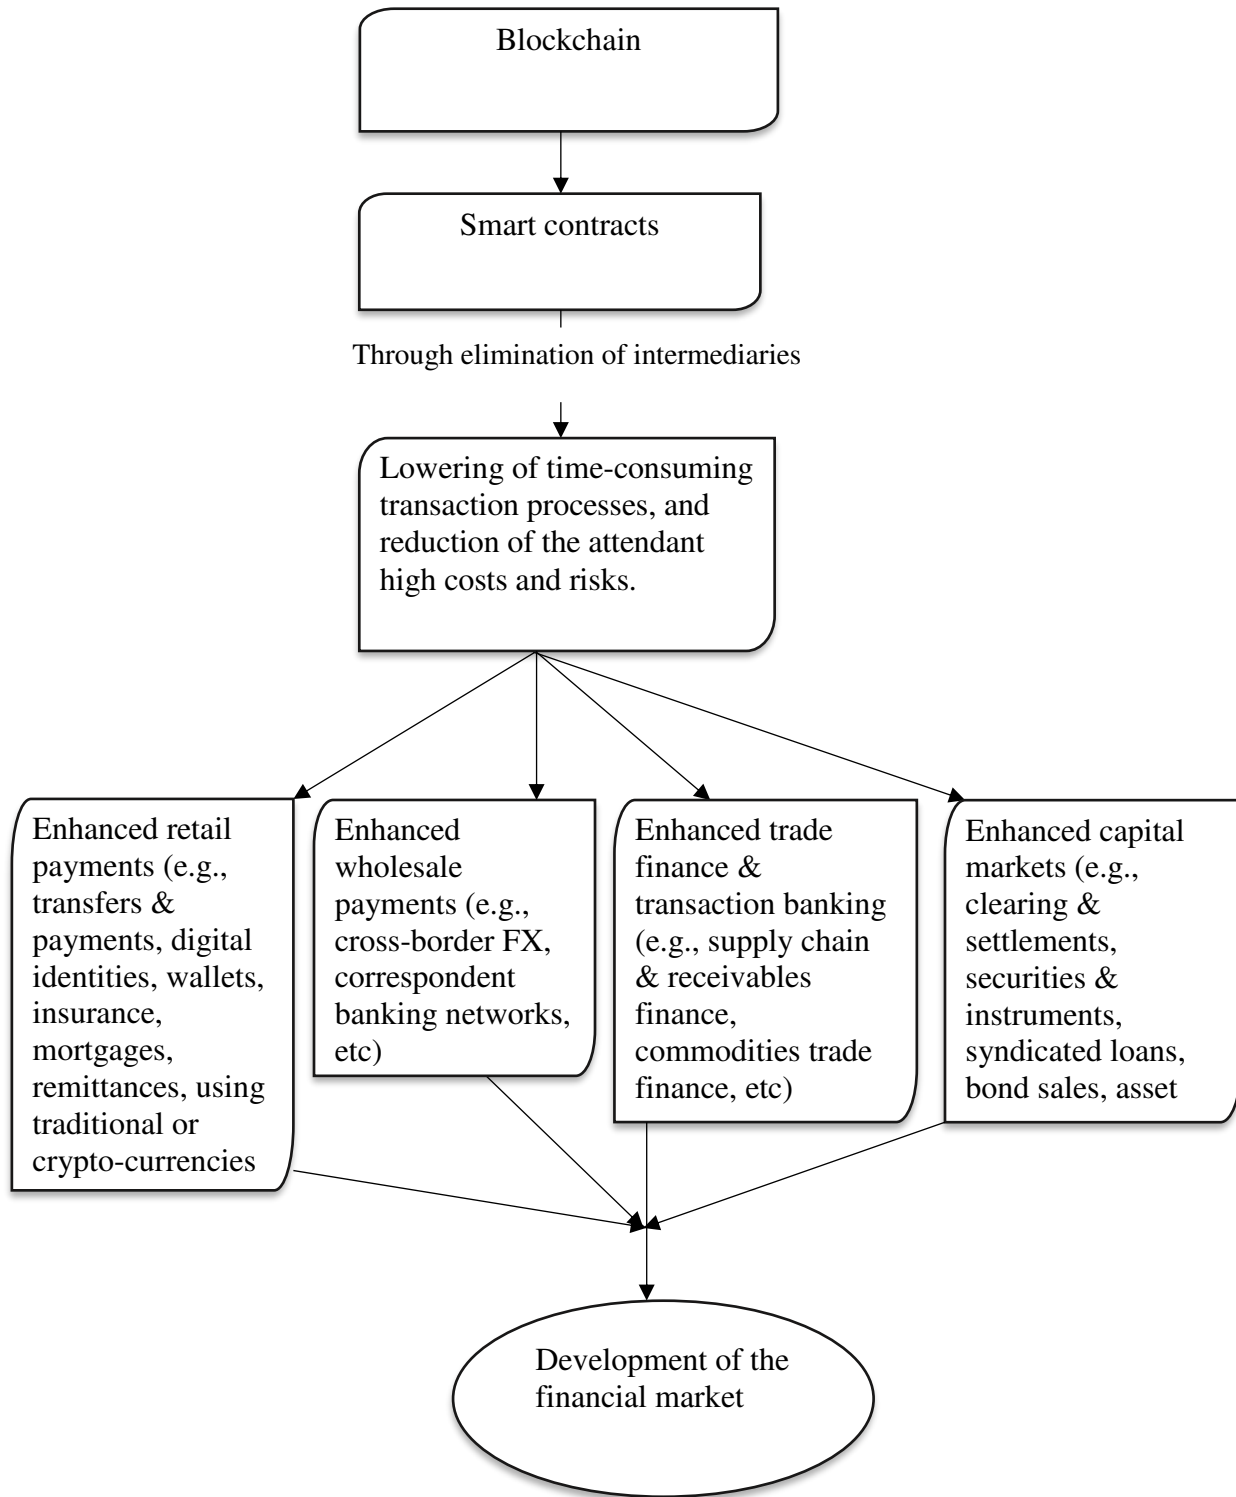 Blockchain
Smart contracts
Through elimination of intermediaries
Lowering of time-consuming
transaction processes, and
reduction of the attendant
high costs and risks.
Enhanced retail
payments (e.g.,
transfers &
payments, digital
identities, wallets,
insurance,
mortgages,
remittances, using
traditional or
crypto-currencies
Enhanced
wholesale
payments (e.g.,
cross-border FX,
correspondent
banking networks,
etc)
Enhanced trade
finance &
transaction banking
(e.g., supply chain
& receivables
finance,
commodities trade
finance, etc)
Enhanced capital
markets (e.g.,
clearing &
settlements,
securities &
instruments,
syndicated loans,
bond sales, asset
Development of the
financial market